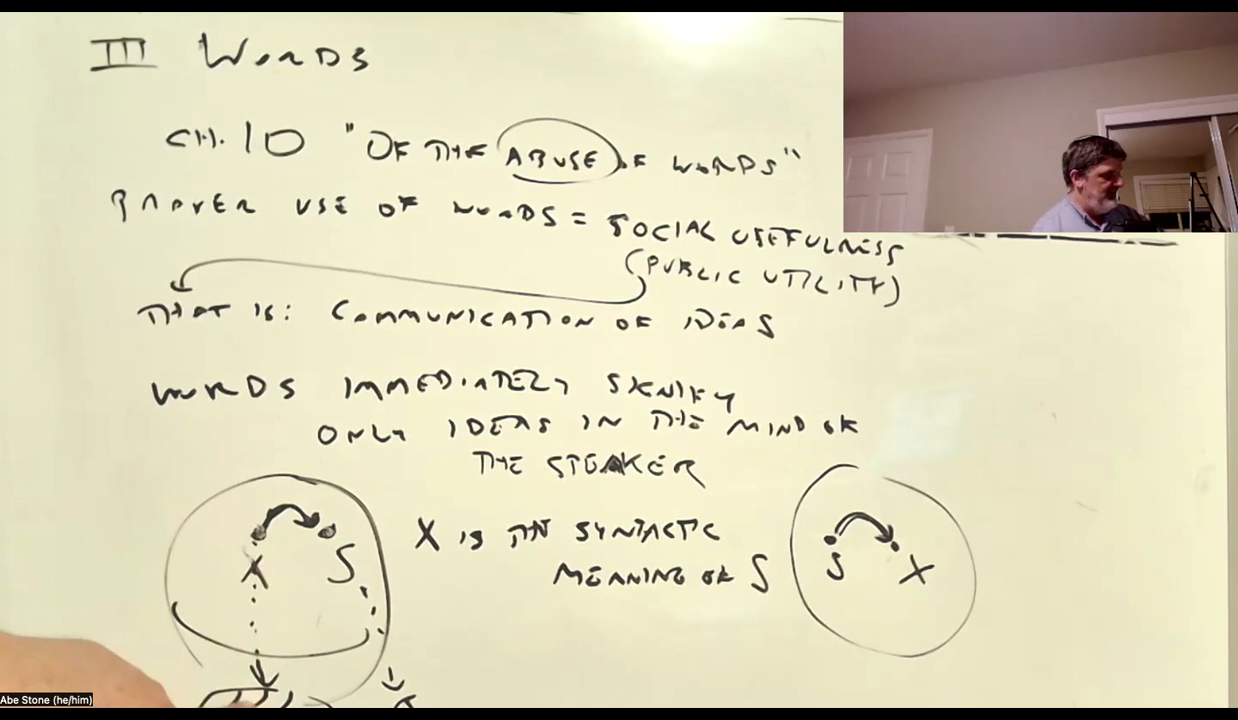 III WORDS
CH. 10 "OF THE ABUSE OF WORDS"
PROPER USE OF WORDS = SOCIAL USEFULNESS
(PUBLIC UTILITY)
THAT IS: COMMUNICATION OF IDEAS
WORDS IMMEDIATELY SIGNIFY
ONLY IDEAS IN THE MIND OF
THE SPEAKER
X IS THE SYNTACTIC
MEANING OF S
X S
S X
Abe Stone (he/him)